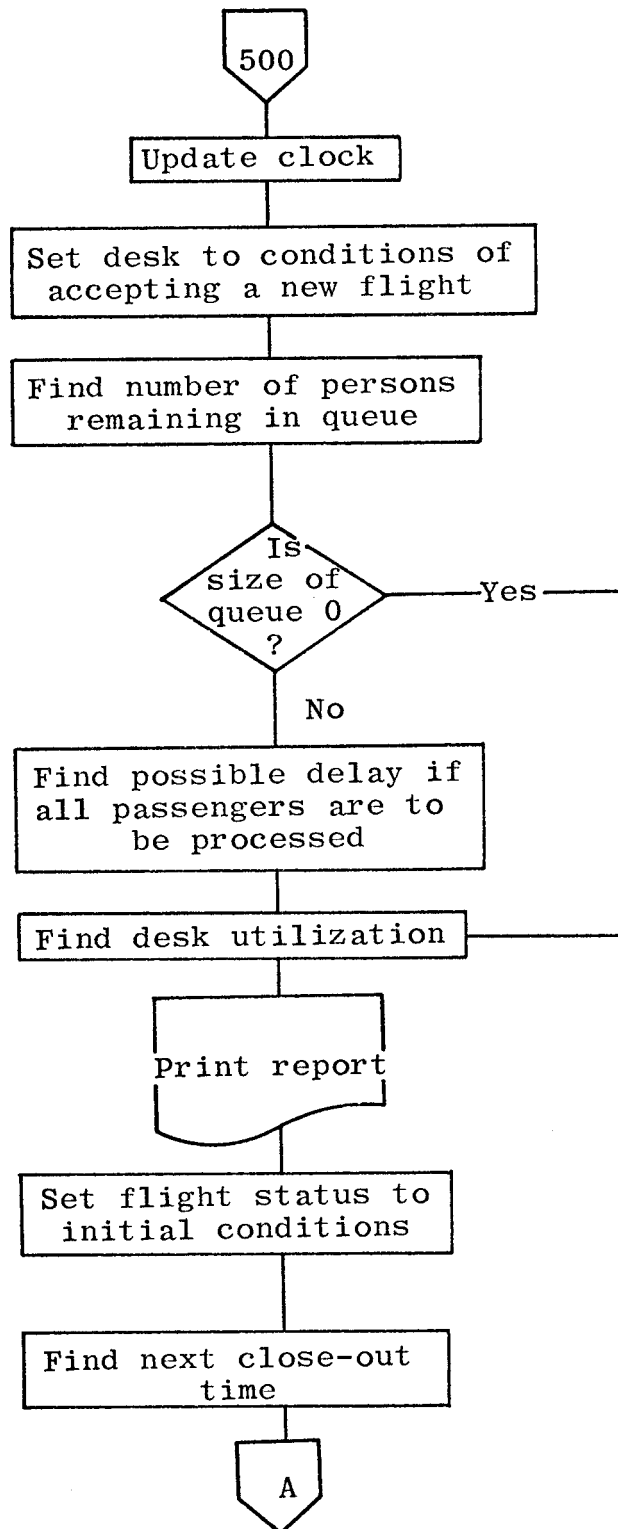 500
Update clock
Set desk to conditions of
accepting a new flight
Find number of persons
remaining in queue
Is
size of
queue 0
?
Yes
No
Find possible delay if
all passengers are to
be processed
Find desk utilization
Print report
Set flight status to
initial conditions
Find next close-out
time
A